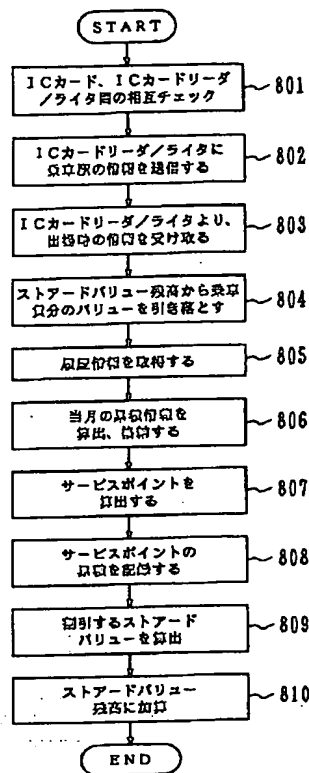 START
ICカード、ICカードリーダ
/ライタ間の相互チェック
801
ICカードリーダ/ライタに
乗車駅の情報を送信する
802
ICカードリーダ/ライタより、
出場時の情報を受け取る
803
ストアードバリュー残高から乗車
賃分のバリューを引き落とす
804
を取得する
805
当月の累積情報を
算出、する
806
サービスポイントを
算出する
807
サービスポイントの
累積を記録する
808
割引するストアード
バリューを算出
809
ストアードバリュー
残高に加算
810
END